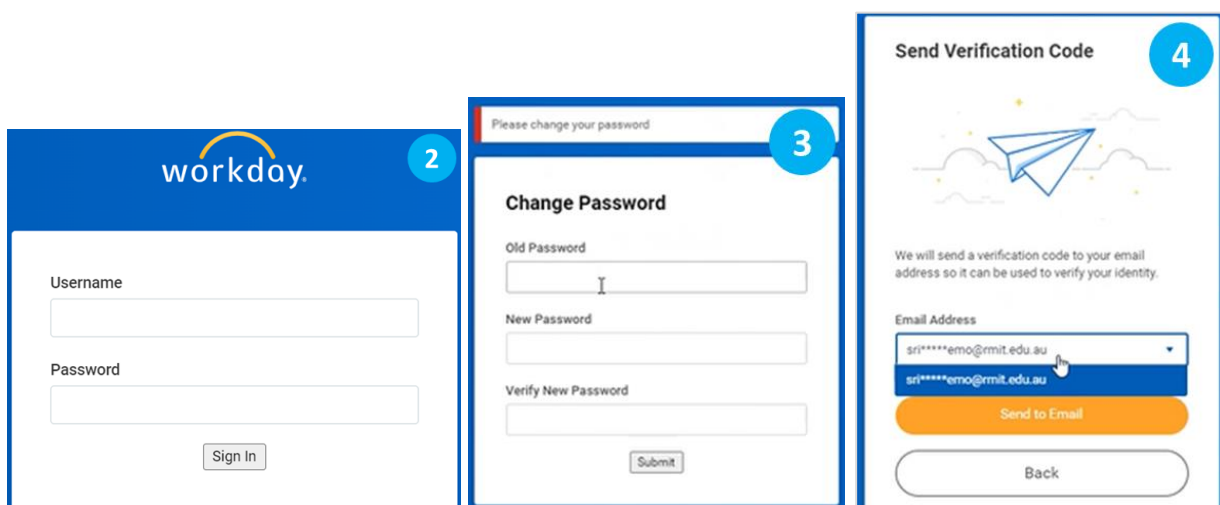 workday.
2
Username
Password
Sign In
Please change your password
3
Change Password
Old Password
New Password
Verify New Password
Submit
Send Verification Code
4
We will send a verification code to your email
address so it can be used to verify your identity.
Email Address
sri*****emo@rmit.edu.au
sri*****emo@rmit.edu.au
Send to Email
Back